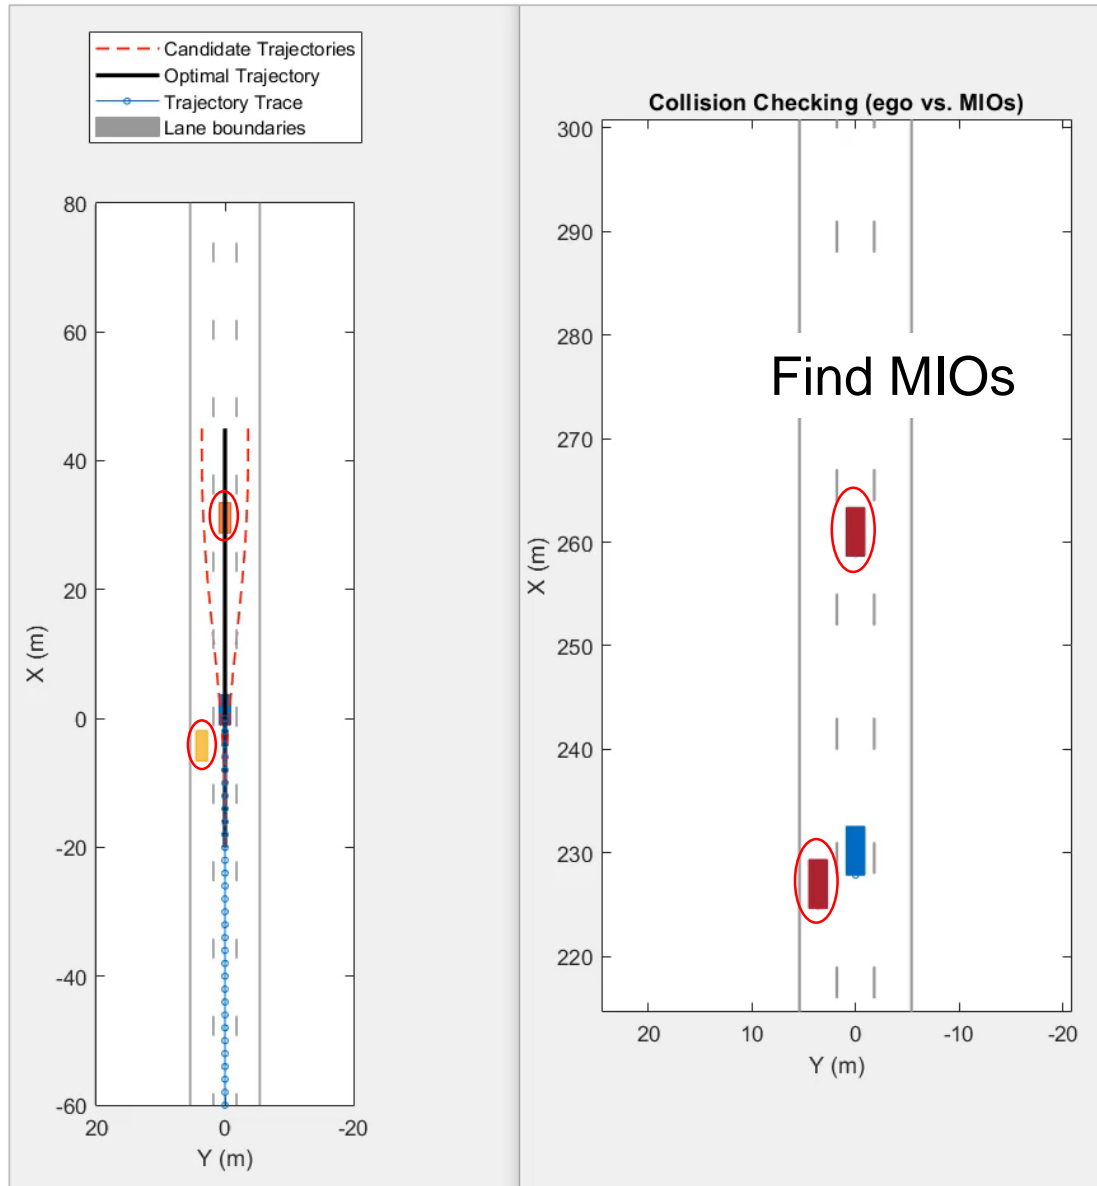 Candidate Trajectories
Optimal Trajectory
Trajectory Trace
Lane boundaries
80
60
40
20
0
-20
-40
-60
X (m)
20 0 -20
Y (m)
Collision Checking (ego vs. MIOs)
300
290
280
Find MIOs
270
260
250
240
230
220
X (m)
20 10 0 -10 -20
Y (m)